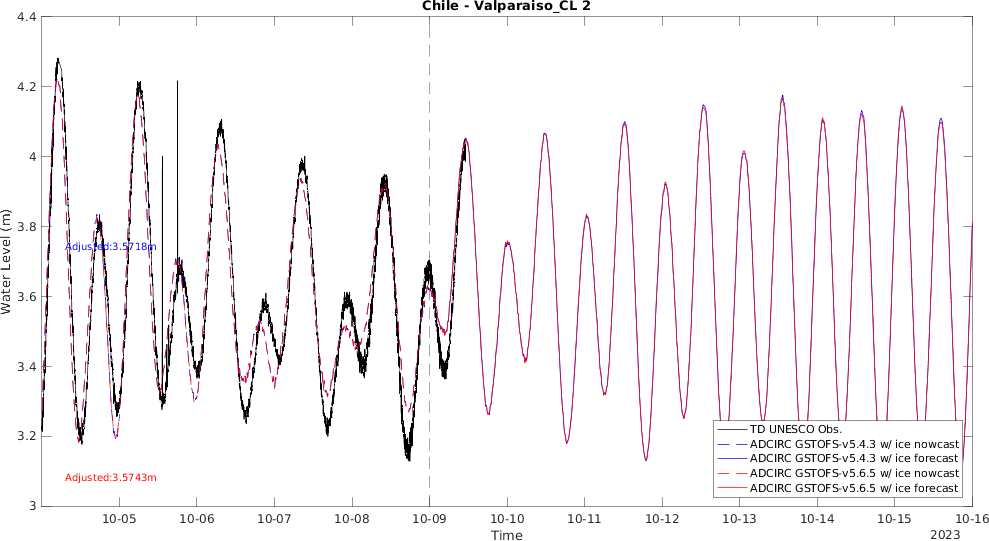 Chile - Valparaiso_CL 2
4.4
4.2
4
3.8
3.6
3.4
3.2
3
Water Level (m)
Adjusted:3.5718m
Adjusted:3.5743m
TD UNESCO Obs.
ADCIRC GSTOFS-v5.4.3 w/ ice nowcast
ADCIRC GSTOFS-v5.4.3 w/ ice forecast
ADCIRC GSTOFS-v5.6.5 w/ ice nowcast
ADCIRC GSTOFS-v5.6.5 w/ ice forecast
10-05 10-06 10-07 10-08 10-09 10-10 10-11 10-12 10-13 10-14 10-15 10-16
Time
2023